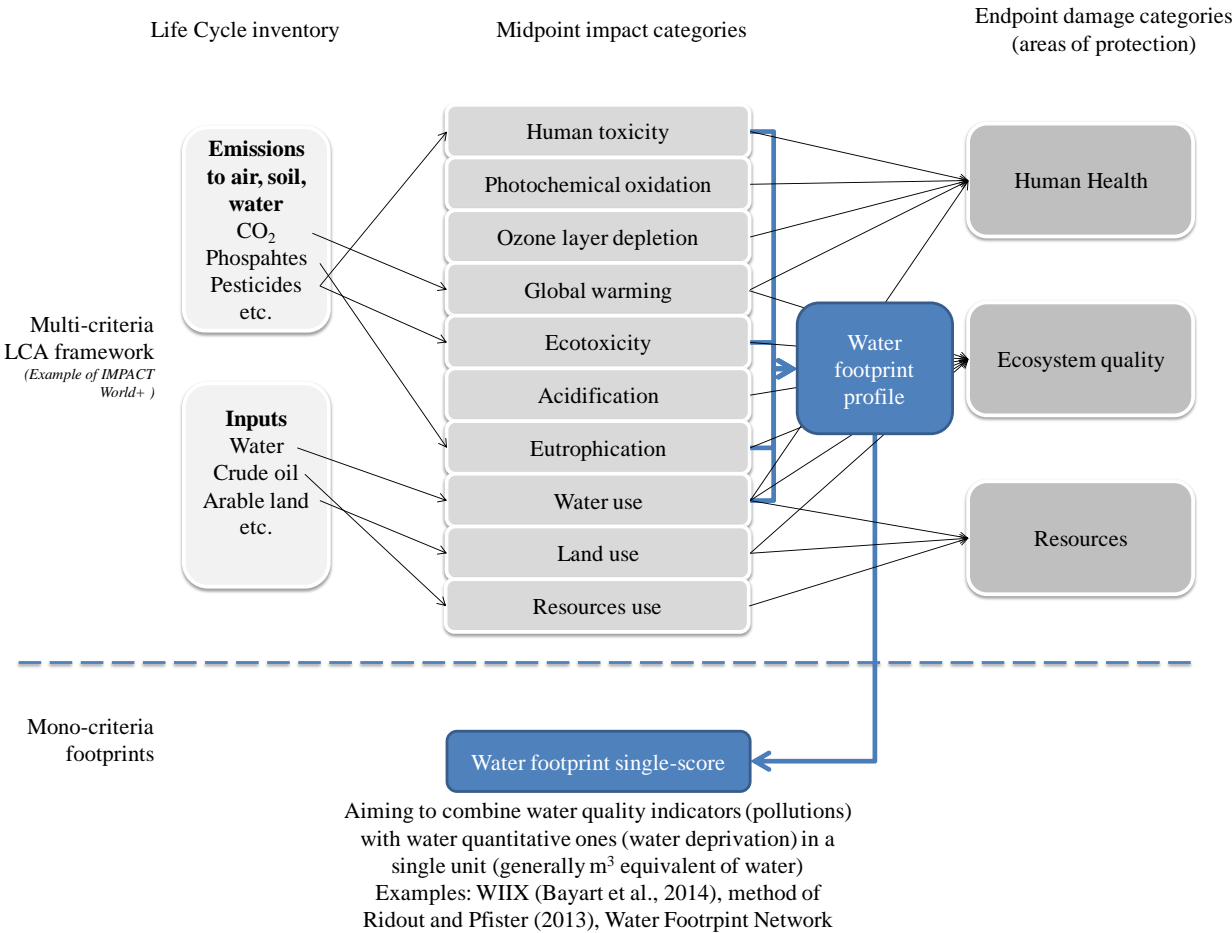 Life Cycle inventory
Midpoint impact categories
Endpoint damage categories
(areas of protection)
Emissions
to air, soil,
water
CO2
Phospahtes
Pesticides
etc.
Human toxicity
Photochemical oxidation
Ozone layer depletion
Global warming
Ecotoxicity
Acidification
Eutrophication
Water use
Land use
Resources use
Human Health
Ecosystem quality
Resources
Water
footprint
profile
Multi-criteria
LCA framework
(Example of IMPACT
World+ )
Inputs
Water
Crude oil
Arable land
etc.
Mono-criteria
footprints
Water footprint single-score
Aiming to combine water quality indicators (pollutions)
with water quantitative ones (water deprivation) in a
single unit (generally m³ equivalent of water)
Examples: WIIX (Bayart et al., 2014), method of
Ridout and Pfister (2013), Water Footrpint Network